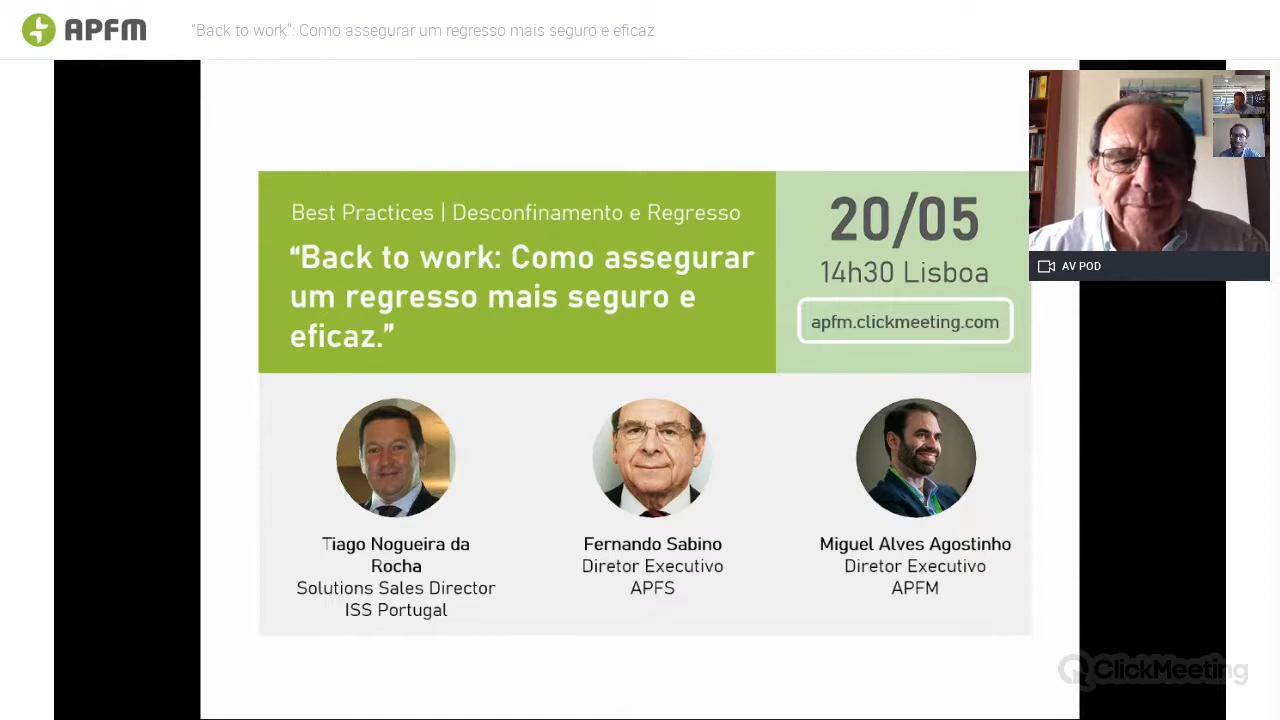 APFM
“Back to work”: Como assegurar um regresso mais seguro e eficaz
Best Practices | Desconfinamento e Regresso
“Back to work: Como assegurar
um regresso mais seguro e
eficaz.”
20/05
14h30 Lisboa
apfm.clickmeeting.com
AV POD
Tiago Nogueira da
Rocha
Solutions Sales Director
ISS Portugal
Fernando Sabino
Diretor Executivo
APFS
Miguel Alves Agostinho
Diretor Executivo
APFM
ClickMeeting